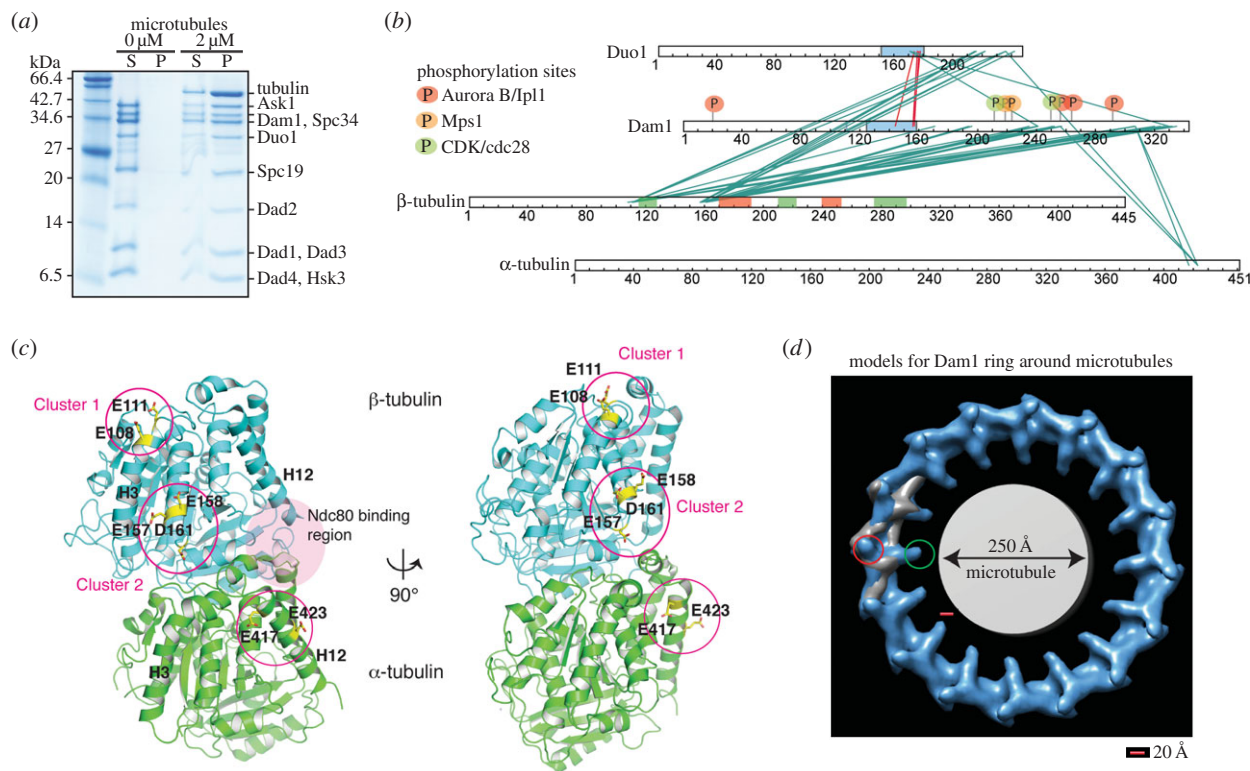 (a)
microtubules
0 µM 2 µM
kDa S P S P
66.4
42.7
34.6
27
20
14
6.5
tubulin
Ask1
Dam1, Spc34
Duo1
Spc19
Dad2
Dad1, Dad3
Dad4, Hsk3
(b)
phosphorylation sites
P Aurora B/Ipl1
P Mps1
P CDK/cdc28
Duo1
1 40 80 120 160 200
P P P P P P P P
Dam1
1 40 80 120 160 200 240 280 320
β-tubulin
1 40 80 120 160 200 240 280 320 360 400 445
α-tubulin
1 40 80 120 160 200 240 280 320 360 400 451
(c)
Cluster 1
E111
E108
H3
H12
E158
D161
E157
Cluster 2
Ndc80 binding
region
E423
E417
H12
H3
β-tubulin
90°
α-tubulin
Cluster 1
E111
E108
E158
D161
E157
Cluster 2
E423
E417
(d)
models for Dam1 ring around microtubules
250 Å
microtubule
20 Å